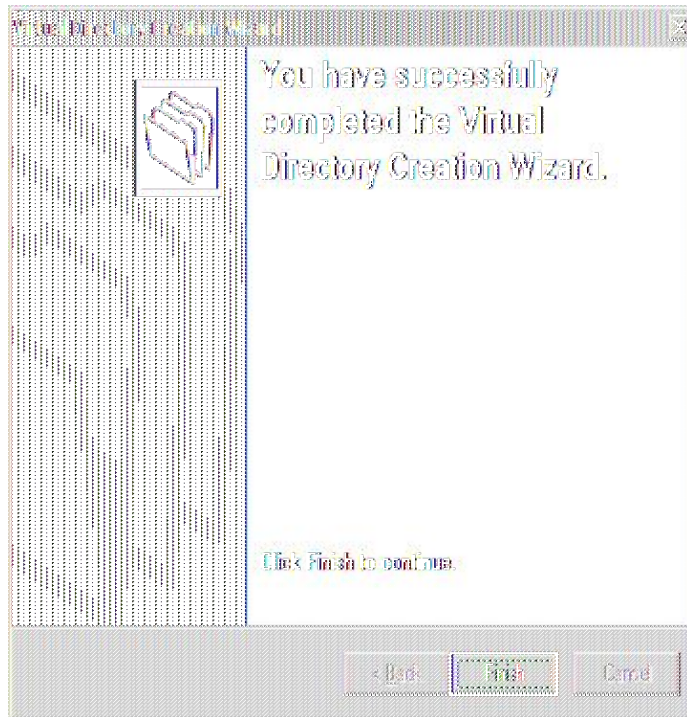 Virtual Directory Creation Wizard
You have successfully
completed the Virtual
Directory Creation Wizard.
Click Finish to continue.
< Back Finish Cancel